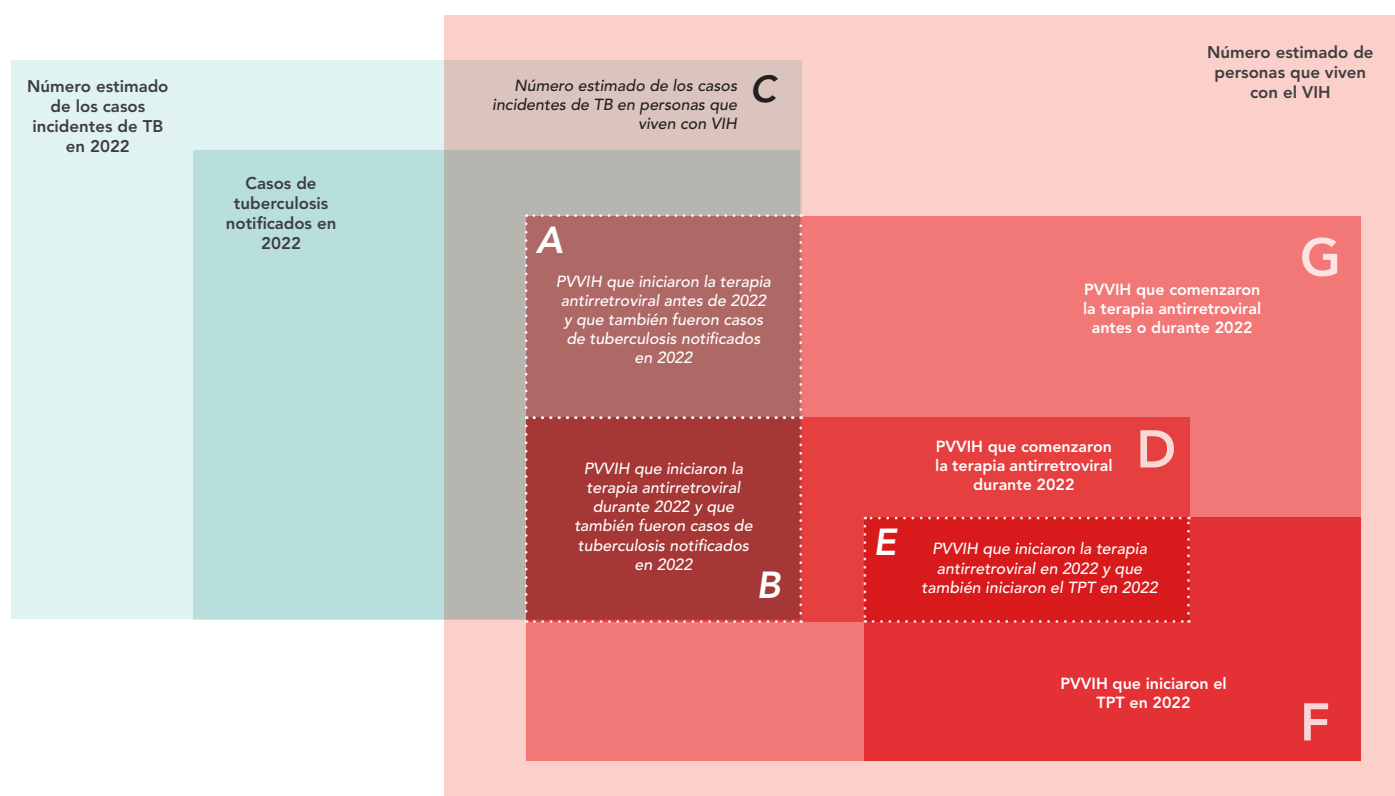 Número estimado
de los casos
incidentes de TB
en 2022
Casos de
tuberculosis
notificados en
2022
Número estimado de los casos
incidentes de TB en personas que
viven con VIH
C
Número estimado de
personas que viven
con el VIH
A
PVVIH que iniciaron la terapia
antirretroviral antes de 2022
y que también fueron casos
de tuberculosis notificados
en 2022
G
PVVIH que comenzaron
la terapia antirretroviral
antes o durante 2022
PVVIH que iniciaron la
terapia antirretroviral
durante 2022 y que
también fueron casos de
tuberculosis notificados
en 2022
B
PVVIH que comenzaron
la terapia antirretroviral
durante 2022
D
E
PVVIH que iniciaron la terapia
antirretroviral en 2022 y que
también iniciaron el TPT en 2022
PVVIH que iniciaron el
TPT en 2022
F